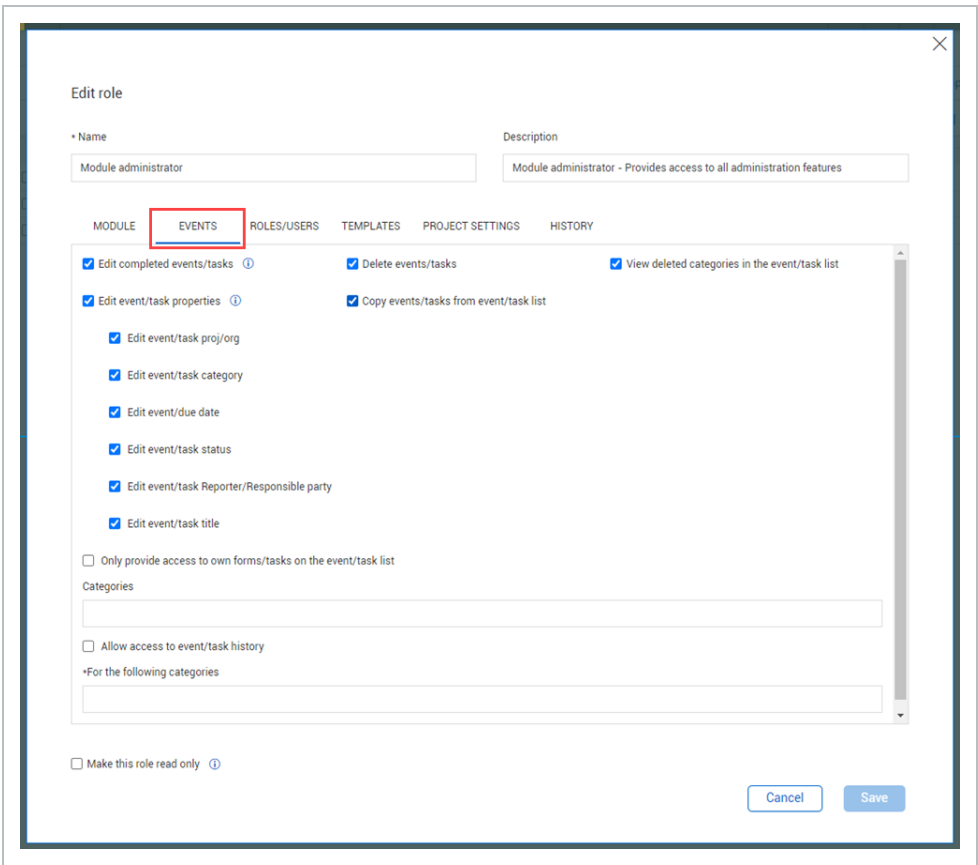 Edit role
* Name
Description
Module administrator
Module administrator - Provides access to all administration features
MODULE
EVENTS
ROLES/USERS
TEMPLATES
PROJECT SETTINGS
HISTORY
Edit completed events/tasks
Delete events/tasks
View deleted categories in the event/task list
Edit event/task properties
Copy events/tasks from event/task list
Edit event/task proj/org
Edit event/task category
Edit event/due date
Edit event/task status
Edit event/task Reporter/Responsible party
Edit event/task title
Only provide access to own forms/tasks on the event/task list
Categories
Allow access to event/task history
*For the following categories
Make this role read only
Cancel
Save